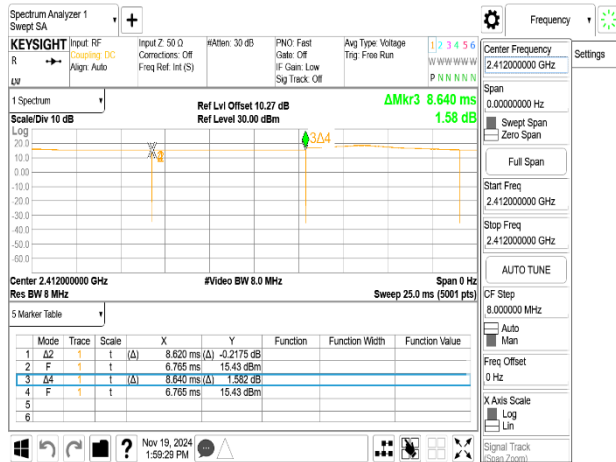 Spectrum Analyzer 1
Swept SA
Frequency
KEYSIGHT
R
Input: RF
Coupling: DC
Align: Auto
Input Z: 50 Ω
Corrections: Off
Freq Ref: Int (S)
#Atten: 30 dB
PNO: Fast
Gate: Off
IF Gain: Low
Sig Track: Off
Avg Type: Voltage
Trig: Free Run
1 2 3 4 5 6
W W W W W W
P N N N N N
Center Frequency
2.412000000 GHz
Settings
Span
0.00000000 Hz
Swept Span
Zero Span
Full Span
Start Freq
2.412000000 GHz
Stop Freq
2.412000000 GHz
AUTO TUNE
CF Step
8.000000 MHz
Auto
Man
Freq Offset
0 Hz
X Axis Scale
Log
Lin
Signal Track
(Span Zoom)
1 Spectrum
Scale/Div 10 dB
Ref Lvl Offset 10.27 dB
Ref Level 30.00 dBm
ΔMkr3 8.640 ms
1.58 dB
Log
20.0
10.0
0.00
-10.0
-20.0
-30.0
-40.0
-50.0
-60.0
3Δ4
Center 2.412000000 GHz
Res BW 8 MHz
#Video BW 8.0 MHz
Span 0 Hz
Sweep 25.0 ms (5001 pts)
5 Marker Table
Mode Trace Scale X Y Function Function Width Function Value
1 Δ2 1 t (Δ) 8.620 ms (Δ) -0.2175 dB
2 F 1 t 6.765 ms 15.43 dBm
3 Δ4 1 t (Δ) 8.640 ms (Δ) 1.582 dB
4 F 1 t 6.765 ms 15.43 dBm
5
6
Nov 19, 2024
1:59:29 PM